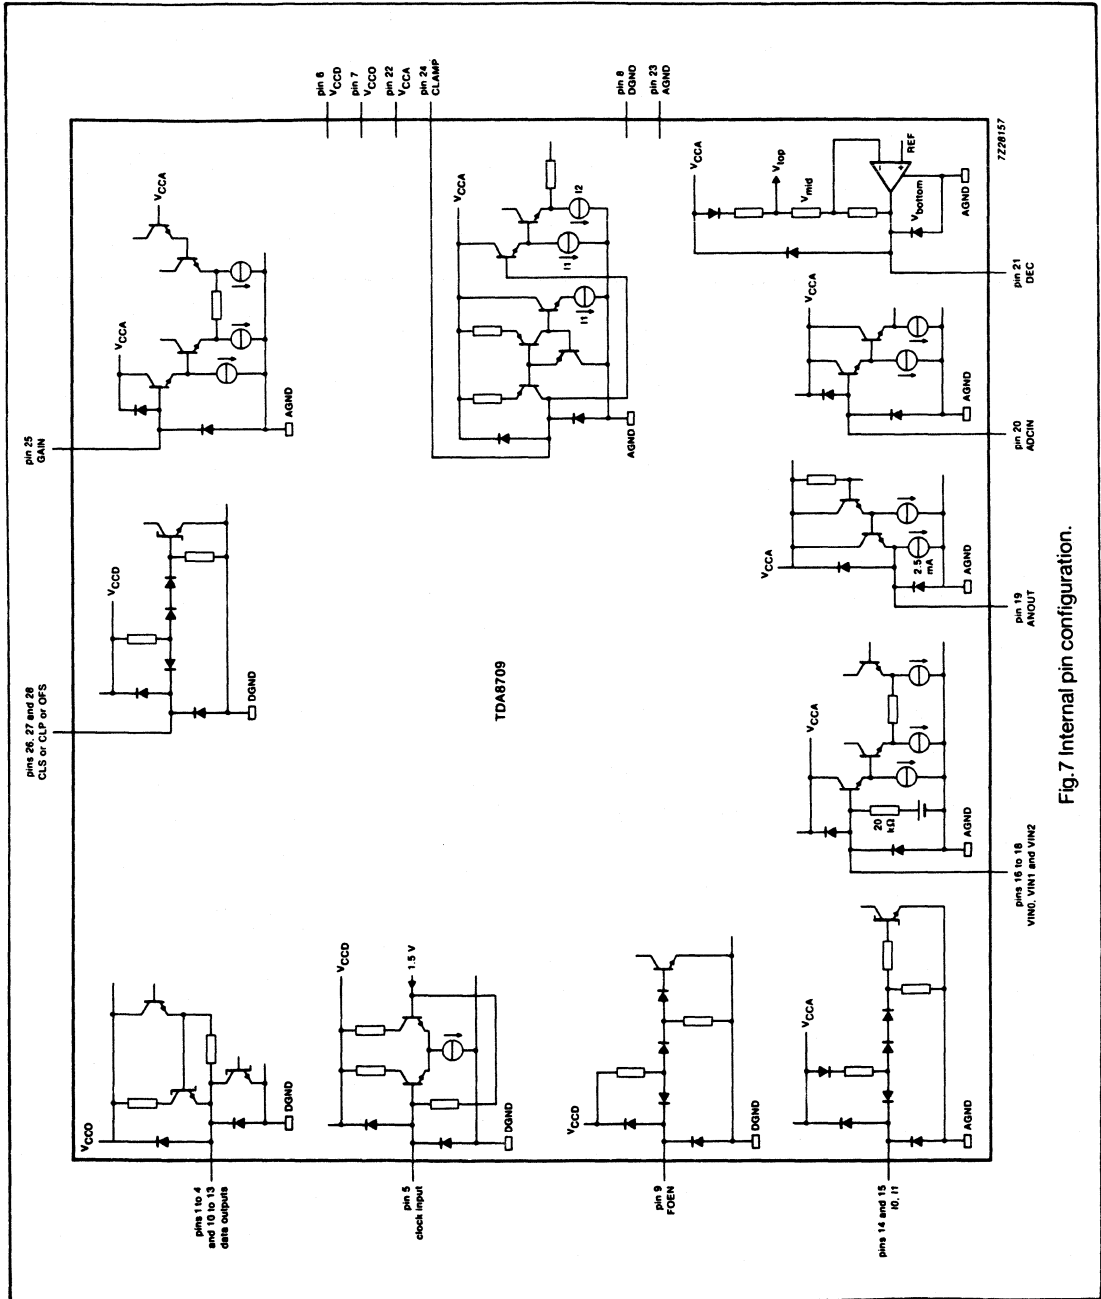 pin 6
VCCD
pin 7
VCCO
pin 22
VCCA
pin 24
CLAMP
pin 8
DGND
pin 23
AGND
7Z28157
pin 25
GAIN
VCCA
VCCA
AGND
pins 26, 27 and 28
CLS or CLP or OFS
VCCD
DGND
VCCA
I1
I1
I2
AGND
VCCA
Vtop
Vmid
Vbottom
REF
AGND
pin 21
DEC
TDA8709
VCCA
AGND
pin 20
ADCIN
VCCA
2.5
mA
AGND
pin 19
ANOUT
VCCA
20
kΩ
AGND
pins 16 to 18
VIN0, VIN1 and VIN2
VCCO
DGND
pins 1 to 4
and 10 to 13
data outputs
VCCD
1.5 V
DGND
pin 5
clock input
VCCD
DGND
pin 9
FOEN
VCCA
AGND
pins 14 and 15
I0, I1
Fig.7 Internal pin configuration.